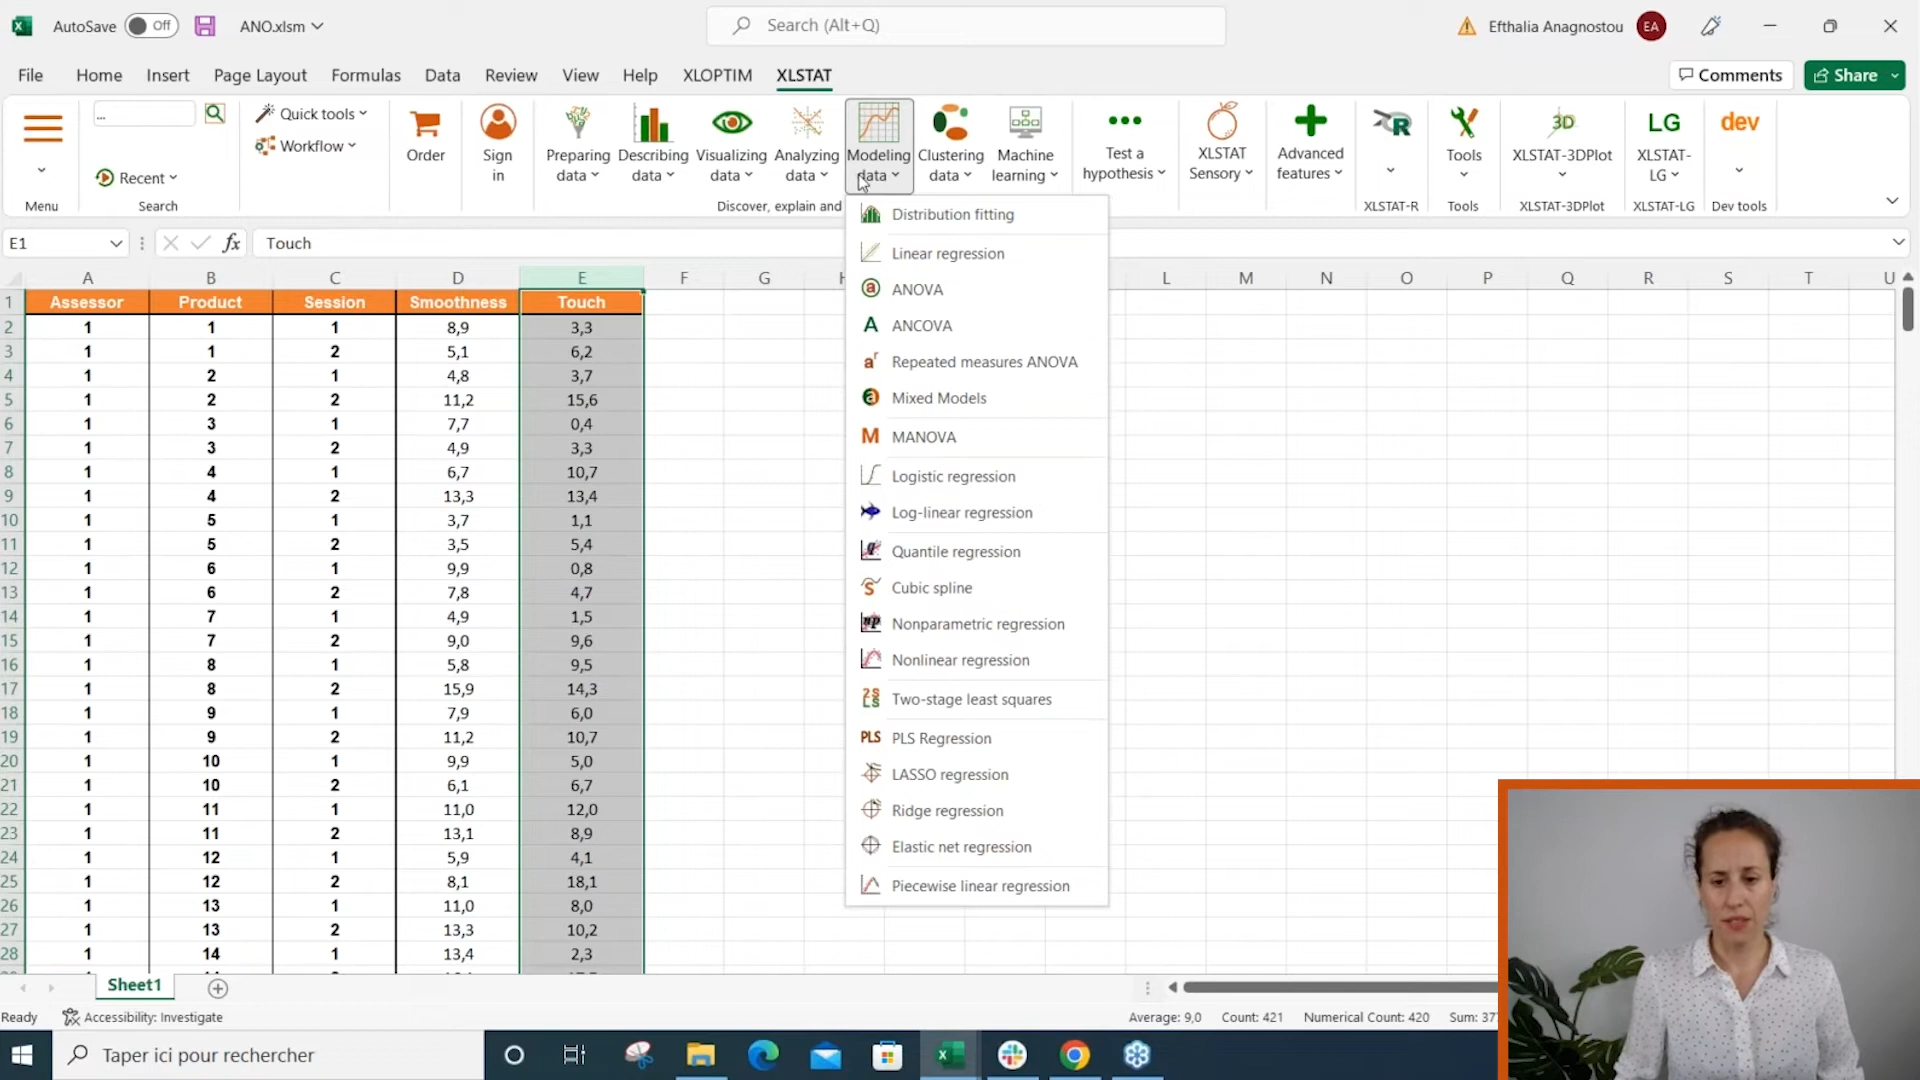 AutoSave Off ANO.xlsm Search (Alt+Q) Efthalia Anagnostou EA
File Home Insert Page Layout Formulas Data Review View Help XLOPTIM XLSTAT Comments Share
... Quick tools Workflow Recent
Menu Search
Order
Sign in
Preparing data
Describing data
Visualizing data
Analyzing data
Modeling data
Clustering data
Machine learning
Discover, explain and
Test a hypothesis
XLSTAT Sensory
Advanced features
R XLSTAT-R
Tools Tools
3D XLSTAT-3DPlot XLSTAT-3DPlot
LG XLSTAT-LG XLSTAT-LG
dev Dev tools
E1 fx Touch
A B C D E F G H L M N O P Q R S T U
1 Assessor Product Session Smoothness Touch
2 1 1 1 8,9 3,3
3 1 1 2 5,1 6,2
4 1 2 1 4,8 3,7
5 1 2 2 11,2 15,6
6 1 3 1 7,7 0,4
7 1 3 2 4,9 3,3
8 1 4 1 6,7 10,7
9 1 4 2 13,3 13,4
10 1 5 1 3,7 1,1
11 1 5 2 3,5 5,4
12 1 6 1 9,9 0,8
13 1 6 2 7,8 4,7
14 1 7 1 4,9 1,5
15 1 7 2 9,0 9,6
16 1 8 1 5,8 9,5
17 1 8 2 15,9 14,3
18 1 9 1 7,9 6,0
19 1 9 2 11,2 10,7
20 1 10 1 9,9 5,0
21 1 10 2 6,1 6,7
22 1 11 1 11,0 12,0
23 1 11 2 13,1 8,9
24 1 12 1 5,9 4,1
25 1 12 2 8,1 18,1
26 1 13 1 11,0 8,0
27 1 13 2 13,3 10,2
28 1 14 1 13,4 2,3
Distribution fitting
Linear regression
ANOVA
ANCOVA
Repeated measures ANOVA
Mixed Models
MANOVA
Logistic regression
Log-linear regression
Quantile regression
Cubic spline
Nonparametric regression
Nonlinear regression
Two-stage least squares
PLS PLS Regression
LASSO regression
Ridge regression
Elastic net regression
Piecewise linear regression
Sheet1
Ready Accessibility: Investigate Average: 9,0 Count: 421 Numerical Count: 420 Sum: 37
Taper ici pour rechercher